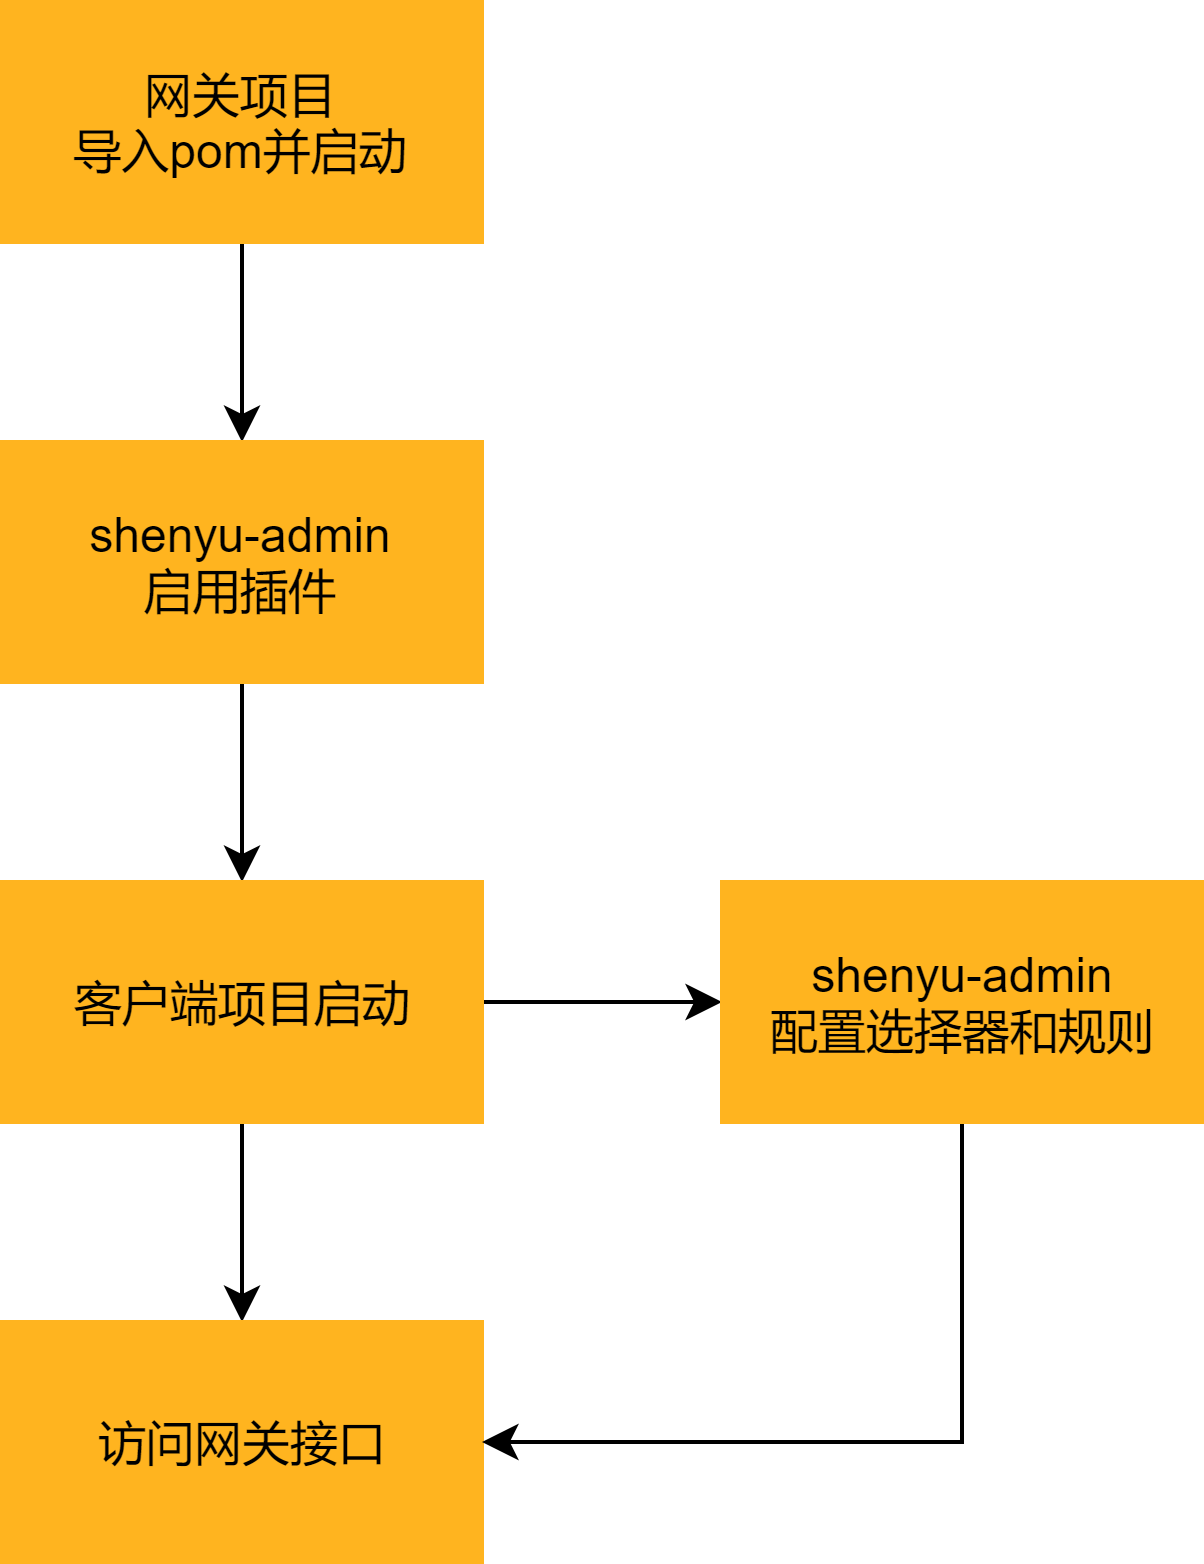 网关项目
导入pom并启动
shenyu-admin
启用插件
客户端项目启动
shenyu-admin
配置选择器和规则
访问网关接口